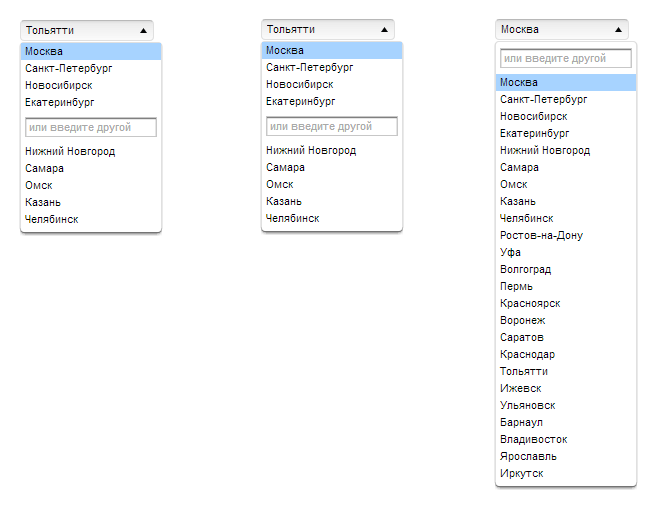 Тольятти
Москва
Санкт-Петербург
Новосибирск
Екатеринбург
или введите другой
Нижний Новгород
Самара
Омск
Казань
Челябинск
Тольятти
Москва
Санкт-Петербург
Новосибирск
Екатеринбург
или введите другой
Нижний Новгород
Самара
Омск
Казань
Челябинск
Москва
или введите другой
Москва
Санкт-Петербург
Новосибирск
Екатеринбург
Нижний Новгород
Самара
Омск
Казань
Челябинск
Ростов-на-Дону
Уфа
Волгоград
Пермь
Красноярск
Воронеж
Саратов
Краснодар
Тольятти
Ижевск
Ульяновск
Барнаул
Владивосток
Ярославль
Иркутск